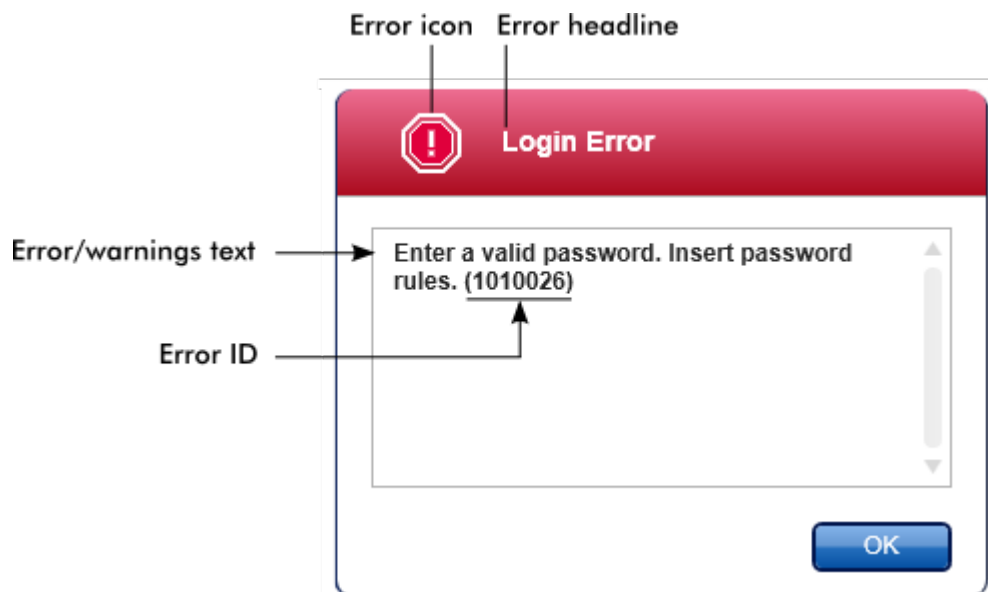 Error icon Error headline
Login Error
Error/warnings text
Enter a valid password. Insert password
rules. (1010026)
Error ID
OK